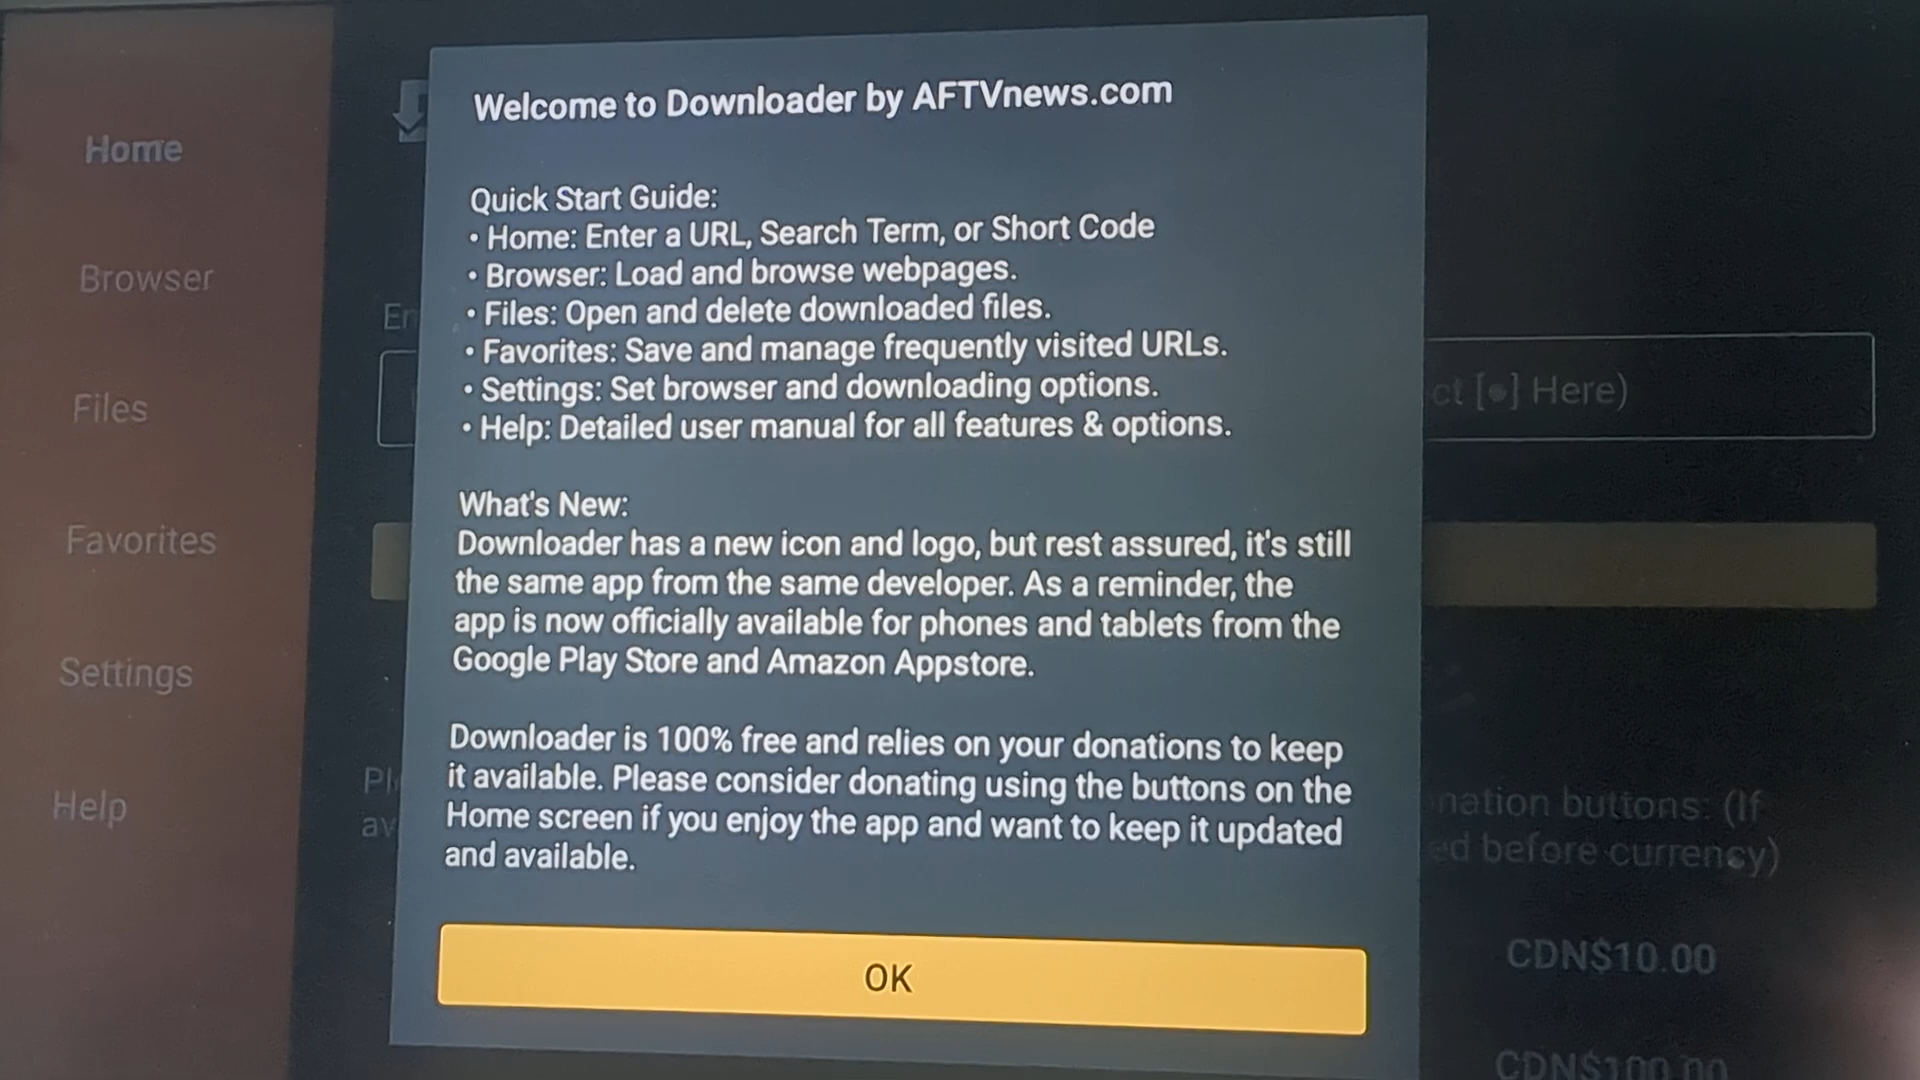 Welcome to Downloader by AFTVnews.com
Quick Start Guide:
• Home: Enter a URL, Search Term, or Short Code
• Browser: Load and browse webpages.
• Files: Open and delete downloaded files.
• Favorites: Save and manage frequently visited URLs.
• Settings: Set browser and downloading options.
• Help: Detailed user manual for all features & options.
What's New:
Downloader has a new icon and logo, but rest assured, it's still
the same app from the same developer. As a reminder, the
app is now officially available for phones and tablets from the
Google Play Store and Amazon Appstore.
Downloader is 100% free and relies on your donations to keep
it available. Please consider donating using the buttons on the
Home screen if you enjoy the app and want to keep it updated
and available.
OK
Home
Browser
Files
Favorites
Settings
Help
[●] Here)
buttons: (If
before currency)
CDN$10.00
CDN$100.00